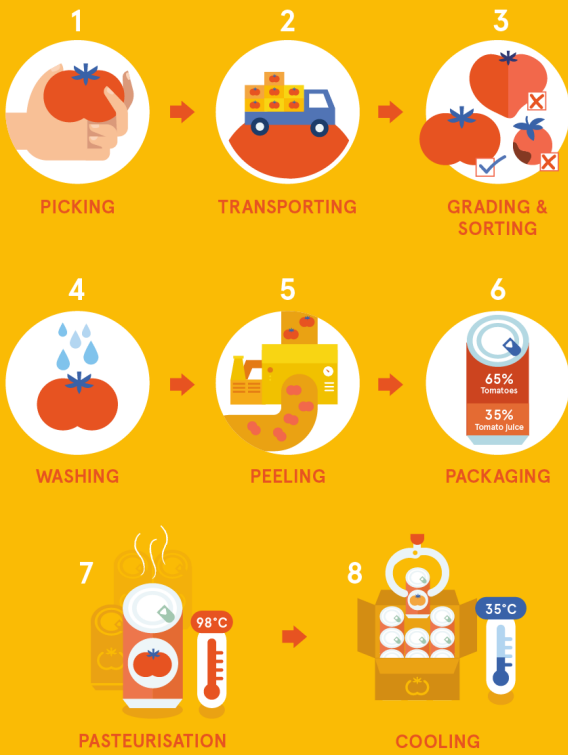 1
PICKING
2
TRANSPORTING
3
GRADING &
SORTING
4
WASHING
5
PEELING
6
65%
Tomatoes
35%
Tomato juice
PACKAGING
7
98°C
PASTEURISATION
8
35°C
COOLING